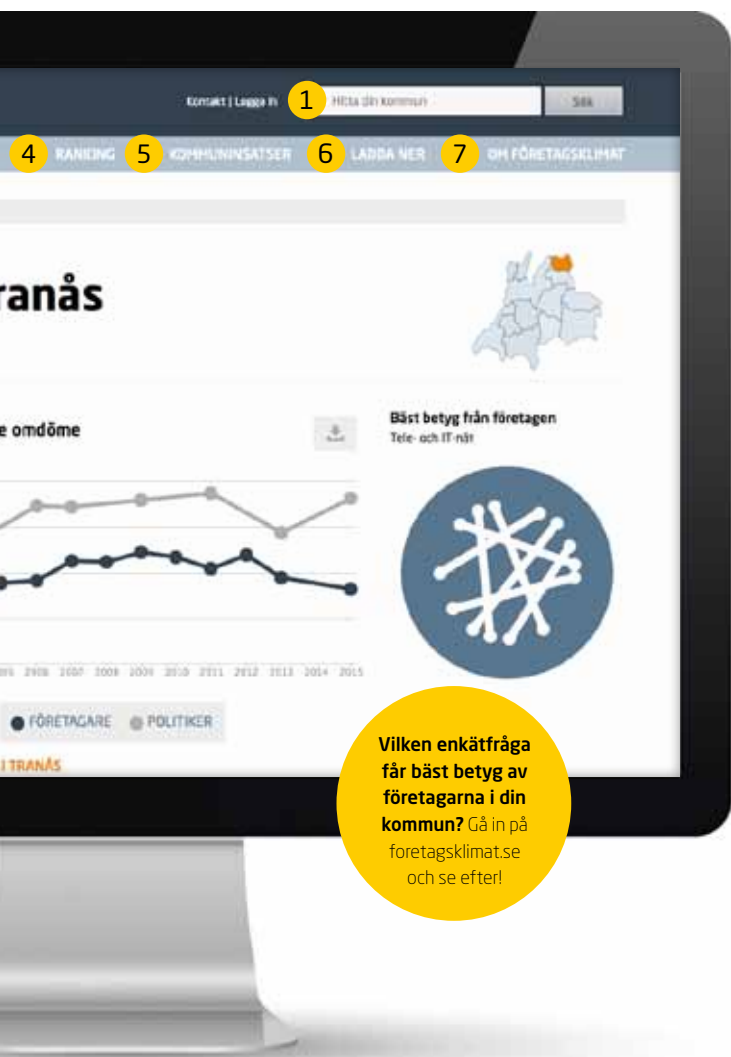 Kontakt | Logga in 1 Hitta din kommun Sök
4 RANKING 5 KOMMUNINSATSER 6 LADDA NER 7 OM FÖRETAGSKLIMAT
ranås
e omdöme
Bäst betyg från företagen
Tele- och IT-nät
2006 2007 2008 2009 2010 2011 2012 2013 2014 2015
FÖRETAGARE POLITIKER
I TRANÅS
Vilken enkätfråga
får bäst betyg av
företagarna i din
kommun? Gå in på
foretagsklimat.se
och se efter!